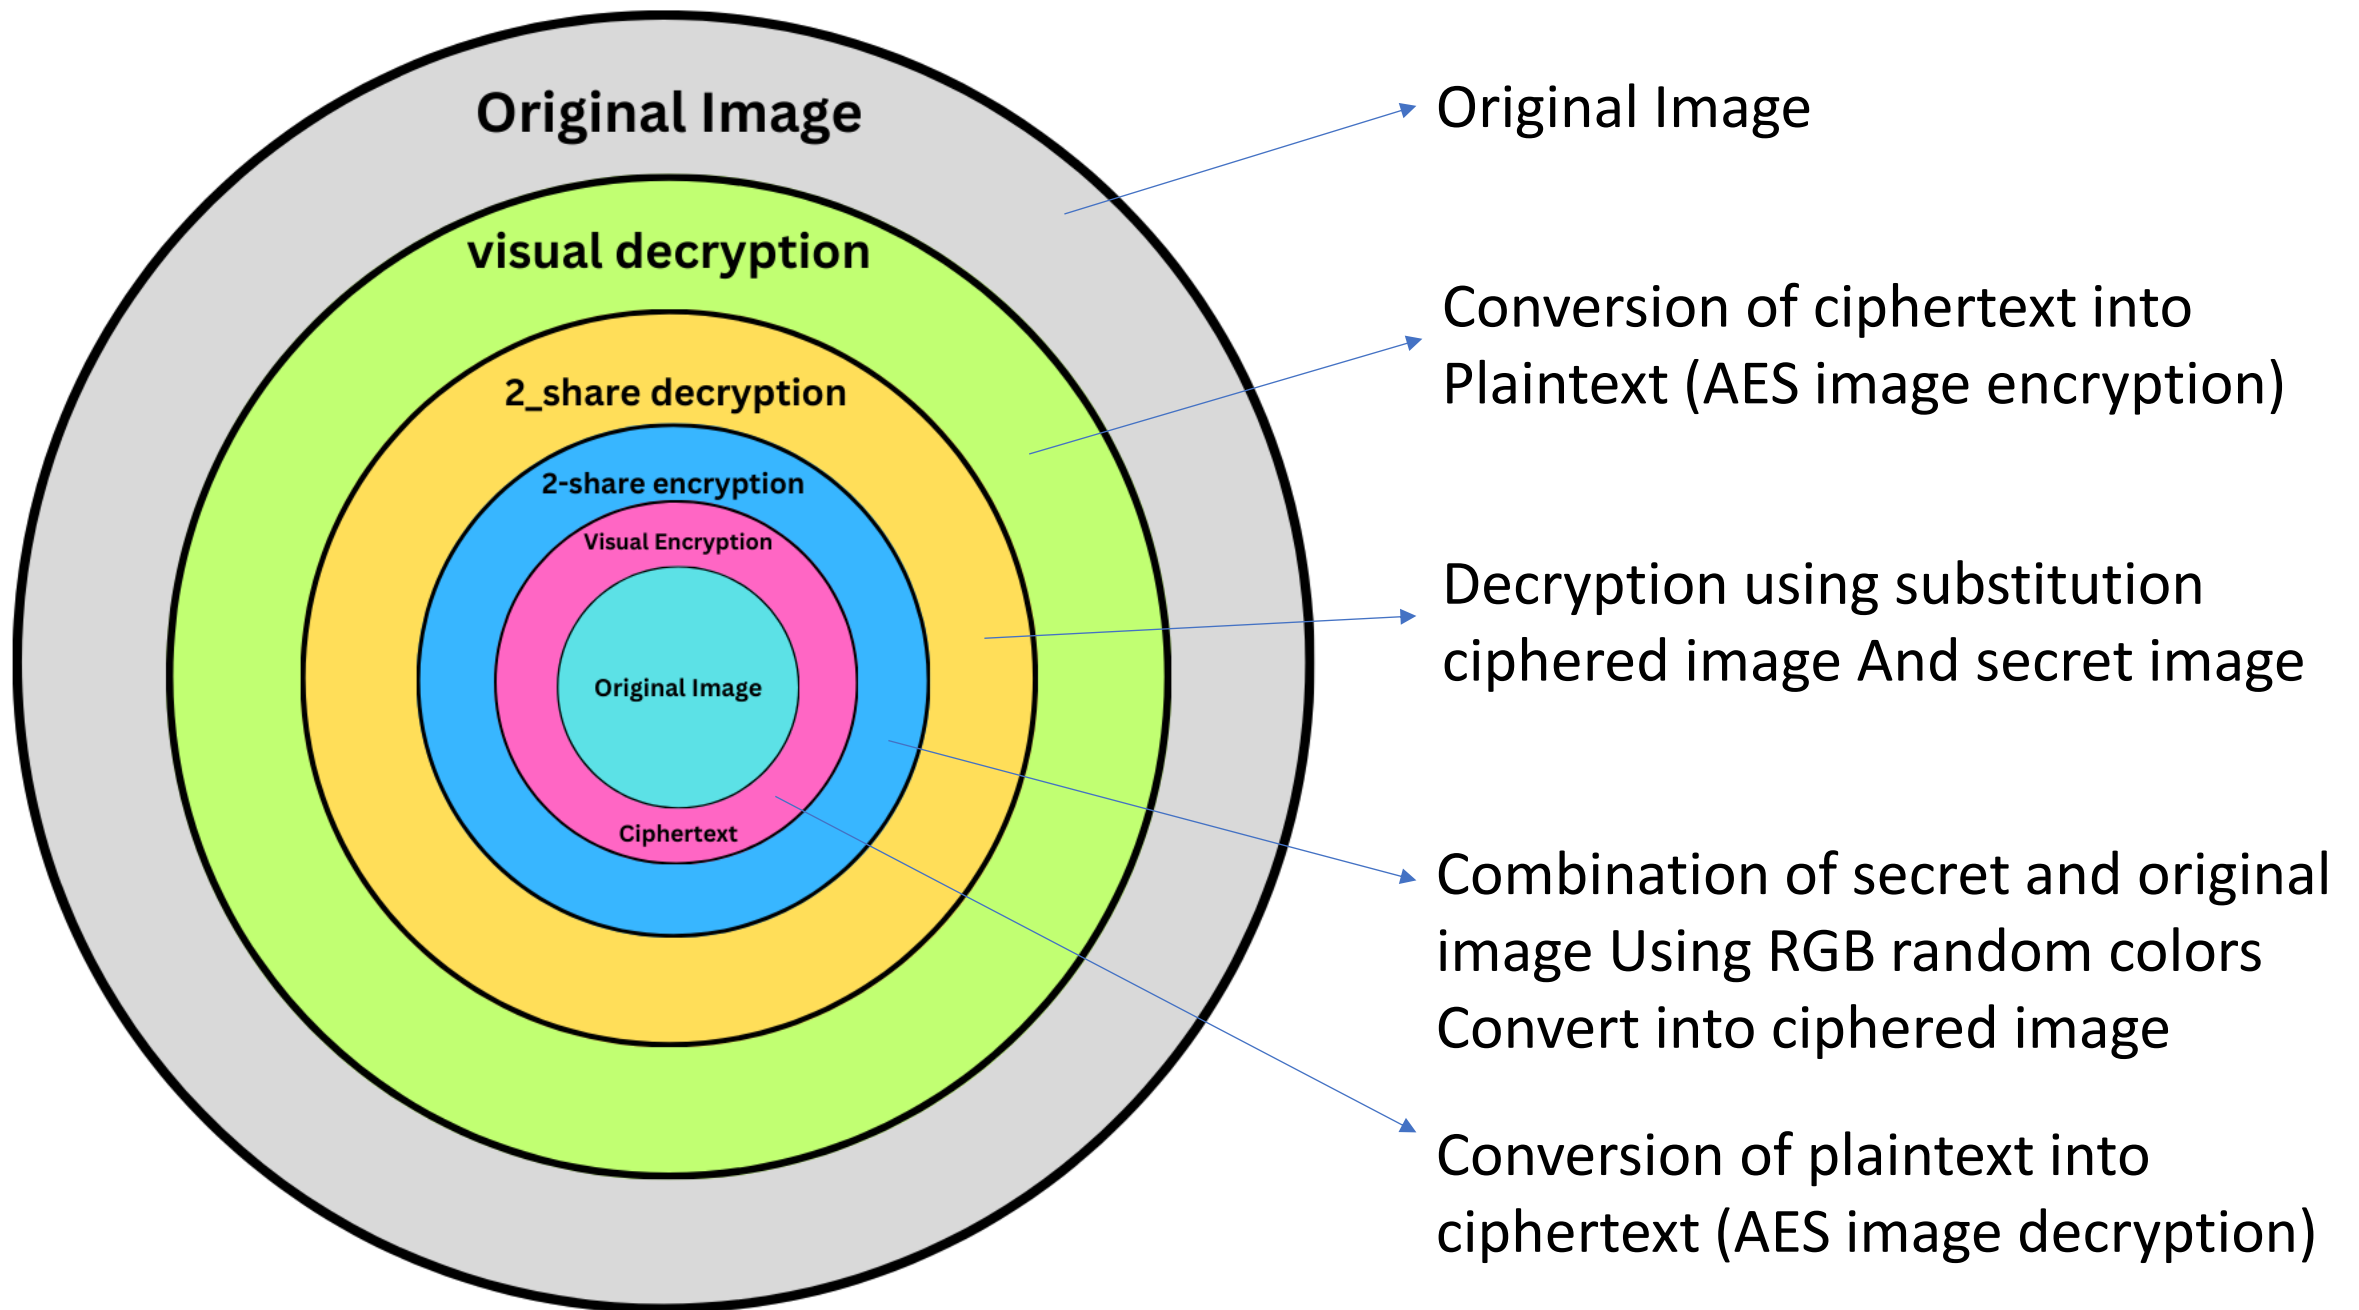 Original Image
visual decryption
2_share decryption
2-share encryption
Visual Encryption
Original Image
Ciphertext
Original Image
Conversion of ciphertext into
Plaintext (AES image encryption)
Decryption using substitution
ciphered image And secret image
Combination of secret and original
image Using RGB random colors
Convert into ciphered image
Conversion of plaintext into
ciphertext (AES image decryption)